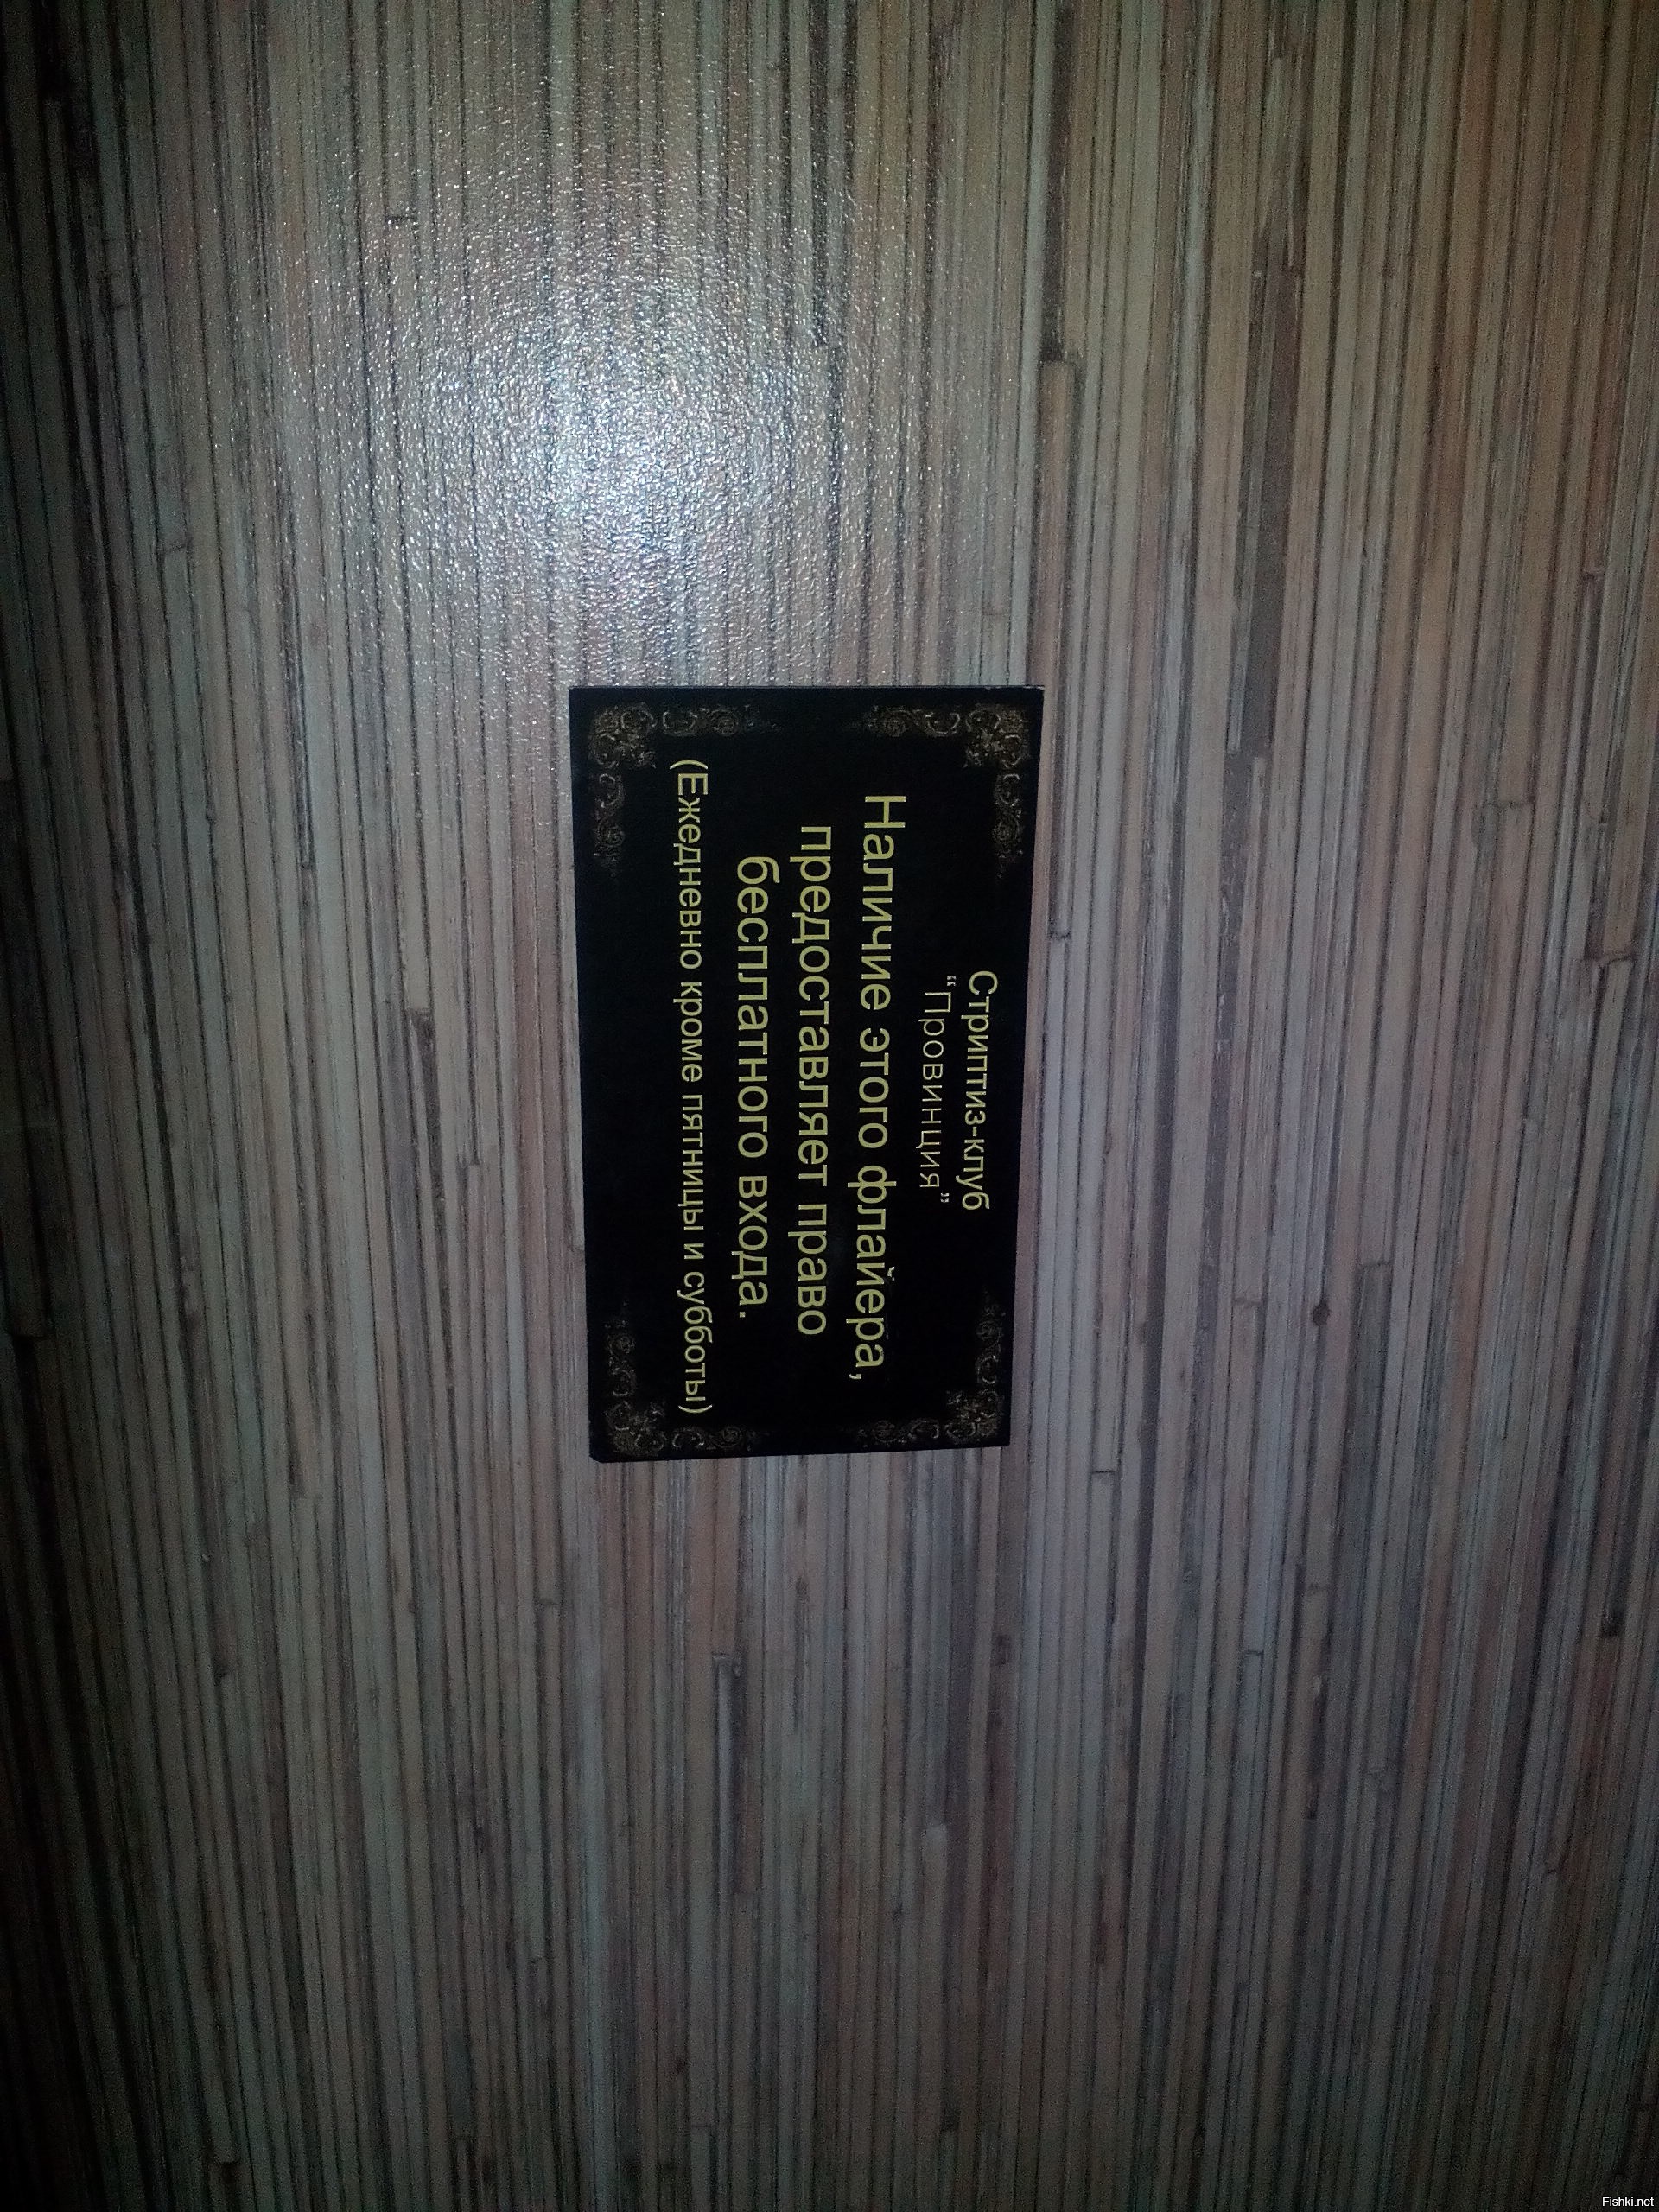 Стриптиз-клуб
“Провинция”
Наличие этого флайера,
предоставляет право
бесплатного входа.
(Ежедневно кроме пятницы и субботы)
Fishki.net